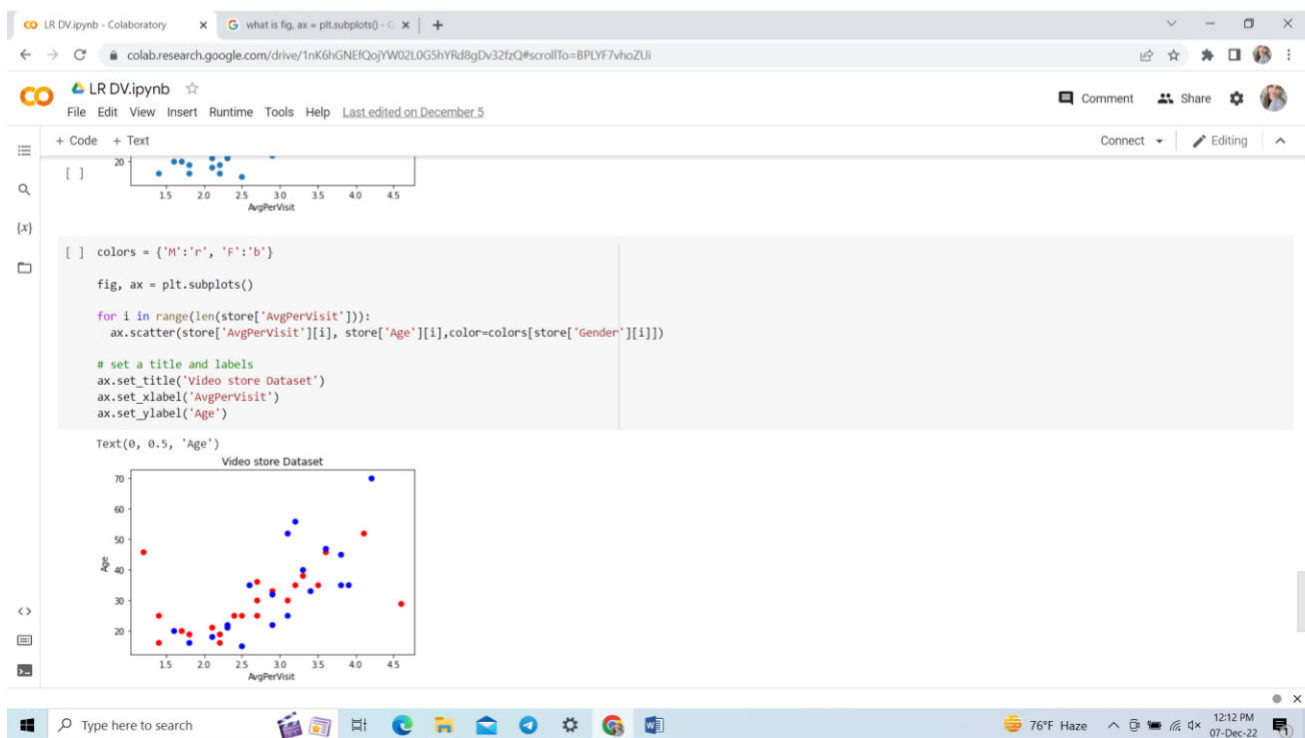 LR DV.ipynb - Colaboratory
what is fig, ax = plt.subplots() - G
colab.research.google.com/drive/1nK6hGNEfQojYW02L0G5hYRd8gDv32fzQ#scrollTo=BPLYF7vhoZUi
LR DV.ipynb
Comment Share
File Edit View Insert Runtime Tools Help Last edited on December 5
+ Code + Text
Connect Editing
20
[ ]
1.5 2.0 2.5 3.0 3.5 4.0 4.5
AvgPerVisit
{x}
[ ] colors = {'M':'r', 'F':'b'}
fig, ax = plt.subplots()
for i in range(len(store['AvgPerVisit'])):
ax.scatter(store['AvgPerVisit'][i], store['Age'][i],color=colors[store['Gender'][i]])
# set a title and labels
ax.set_title('Video store Dataset')
ax.set_xlabel('AvgPerVisit')
ax.set_ylabel('Age')
Text(0, 0.5, 'Age')
Video store Dataset
70
60
50
Age
40
30
20
1.5 2.0 2.5 3.0 3.5 4.0 4.5
AvgPerVisit
Type here to search
76°F Haze
12:12 PM
07-Dec-22